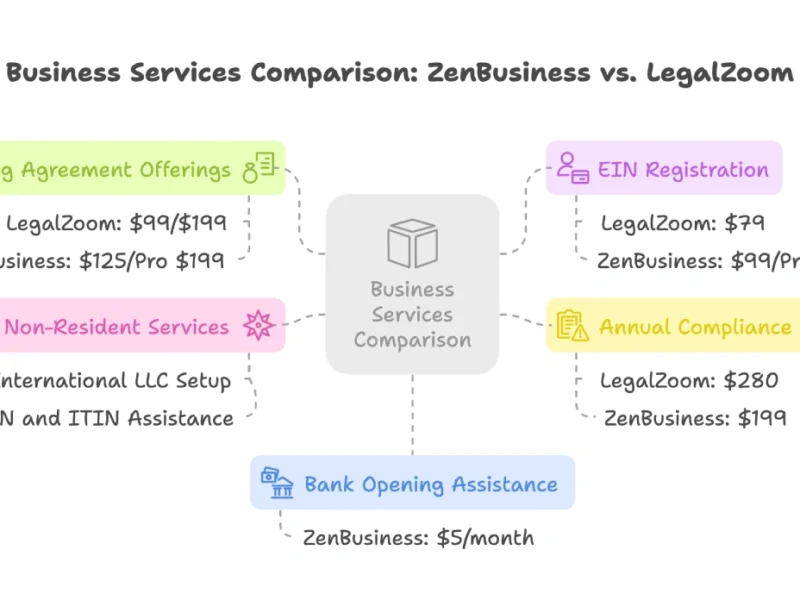 Business Services Comparison: ZenBusiness vs. LegalZoom
g Agreement Offerings
LegalZoom: $99/$199
usiness: $125/Pro $199
Non-Resident Services
nternational LLC Setup
N and ITIN Assistance
Business
Services
Comparison
EIN Registration
LegalZoom: $79
ZenBusiness: $99/Pr
Annual Compliance
LegalZoom: $280
ZenBusiness: $199
Bank Opening Assistance
ZenBusiness: $5/month